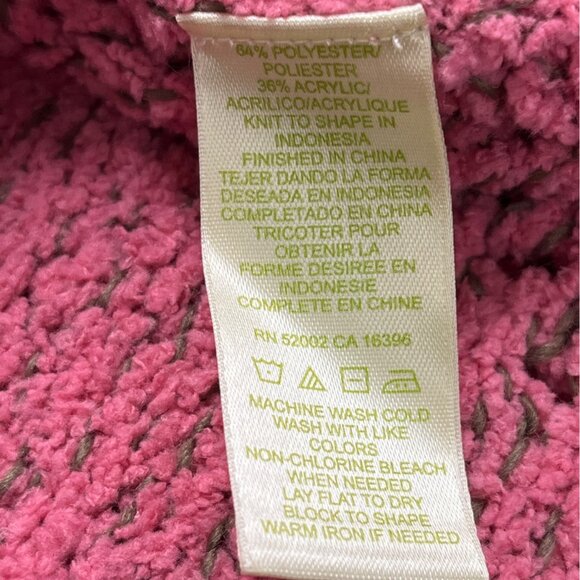 64% POLYESTER/
POLIESTER
36% ACRYLIC/
ACRILICO/ACRYLIQUE
KNIT TO SHAPE IN
INDONESIA
FINISHED IN CHINA
TEJER DANDO LA FORMA
DESEADA EN INDONESIA
COMPLETADO EN CHINA
TRICOTER POUR
OBTENIR LA
FORME DESIREE EN
INDONESIE
COMPLETE EN CHINE
RN 52002 CA 16396
MACHINE WASH COLD
WASH WITH LIKE
COLORS
NON-CHLORINE BLEACH
WHEN NEEDED
LAY FLAT TO DRY
BLOCK TO SHAPE
WARM IRON IF NEEDED